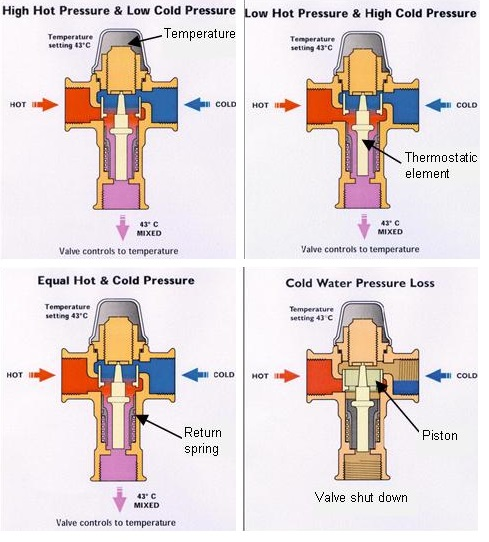 High Hot Pressure & Low Cold Pressure
Temperature
setting 43°C
Temperature
HOT
COLD
43° C
MIXED
Valve controls to temperature
Low Hot Pressure & High Cold Pressure
Temperature
setting 43°C
HOT
COLD
Thermostatic
element
43° C
MIXED
Valve controls to temperature
Equal Hot & Cold Pressure
Temperature
setting 43°C
HOT
COLD
Return
spring
43° C
MIXED
Valve controls to temperature
Cold Water Pressure Loss
Temperature
setting 43°C
HOT
COLD
Piston
Valve shut down